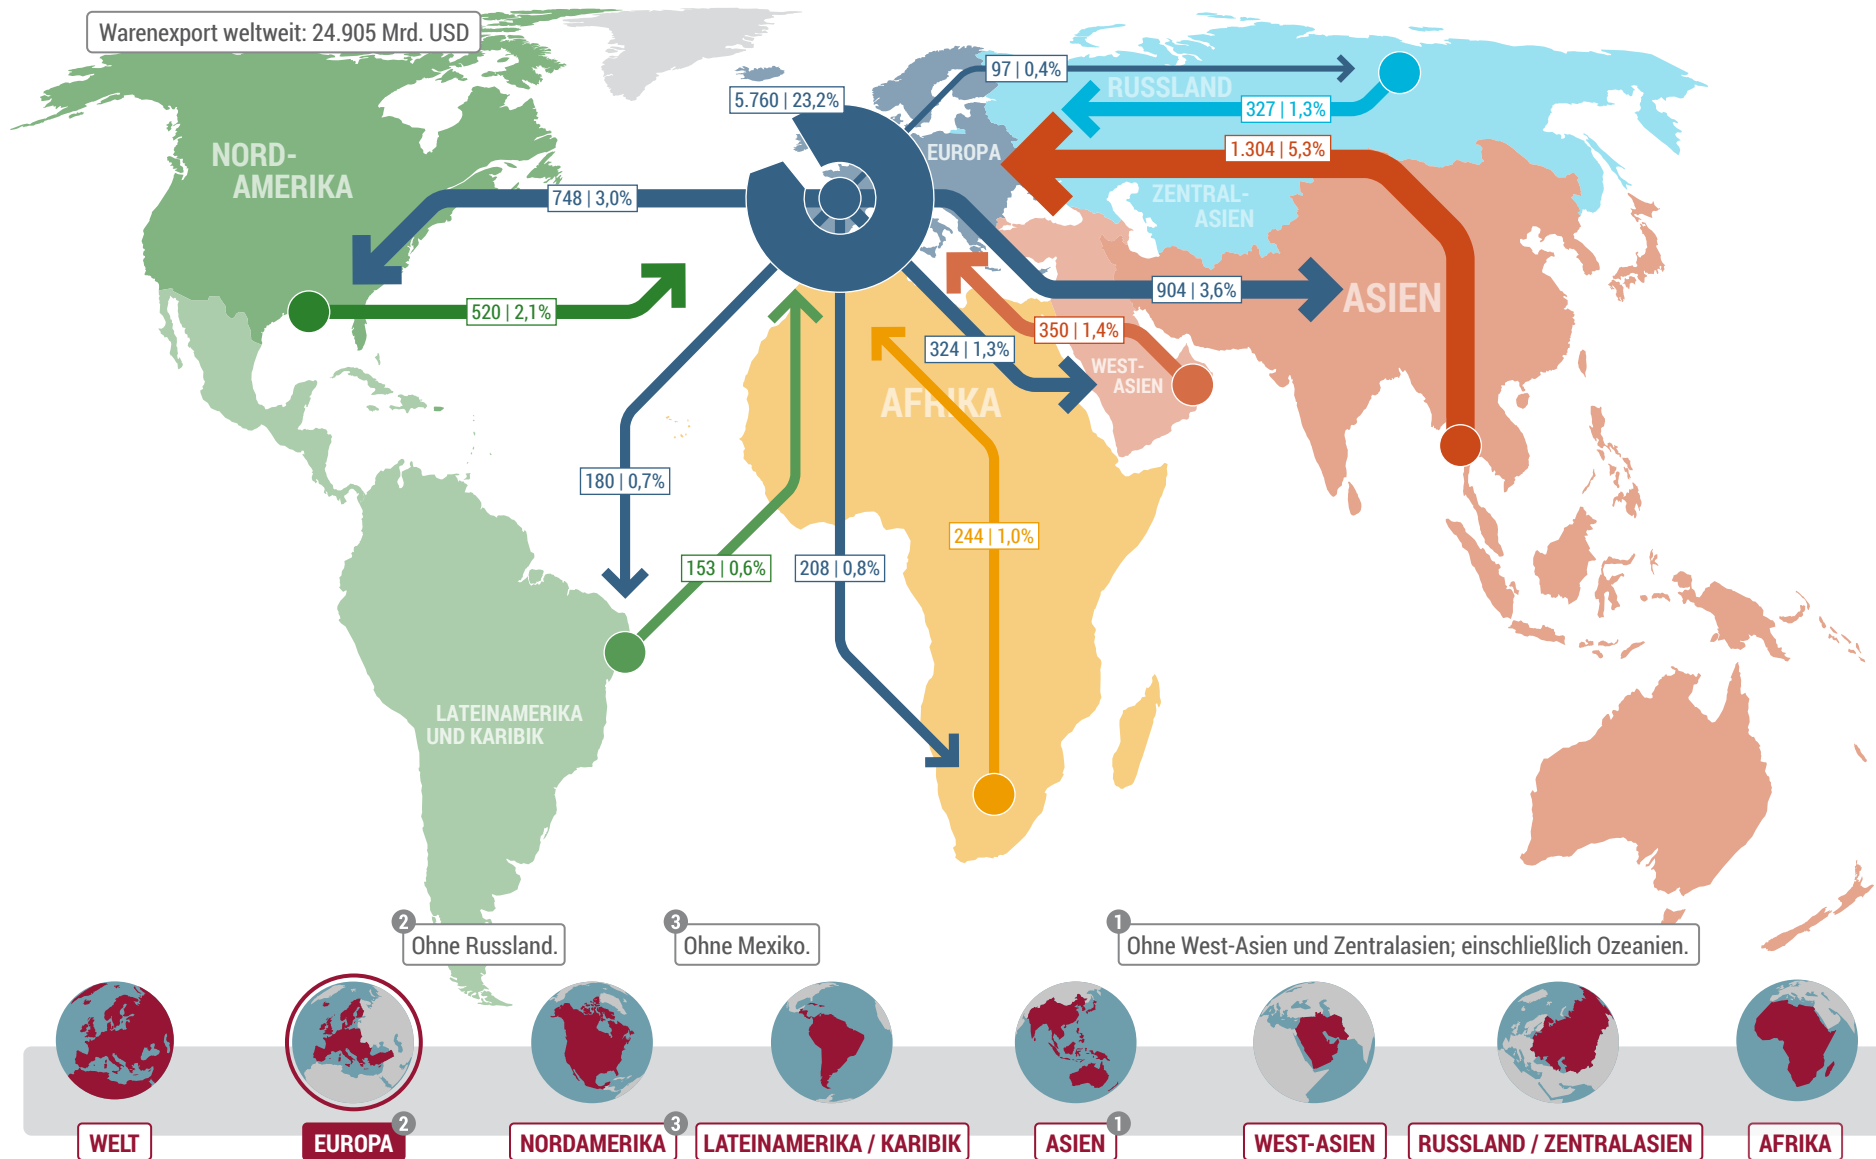 Warenexport weltweit: 24.905 Mrd. USD
97 | 0,4%
RUSSLAND
5.760 | 23,2%
327 | 1,3%
NORD-
AMERIKA
EUROPA
1.304 | 5,3%
748 | 3,0%
ZENTRAL-
ASIEN
904 | 3,6%
ASIEN
520 | 2,1%
350 | 1,4%
324 | 1,3%
WEST-
ASIEN
AFRIKA
180 | 0,7%
244 | 1,0%
153 | 0,6%
208 | 0,8%
LATEINAMERIKA
UND KARIBIK
2
Ohne Russland.
3
Ohne Mexiko.
1
Ohne West-Asien und Zentralasien; einschließlich Ozeanien.
WELT
EUROPA 2
NORDAMERIKA 3
LATEINAMERIKA / KARIBIK
ASIEN 1
WEST-ASIEN
RUSSLAND / ZENTRALASIEN
AFRIKA